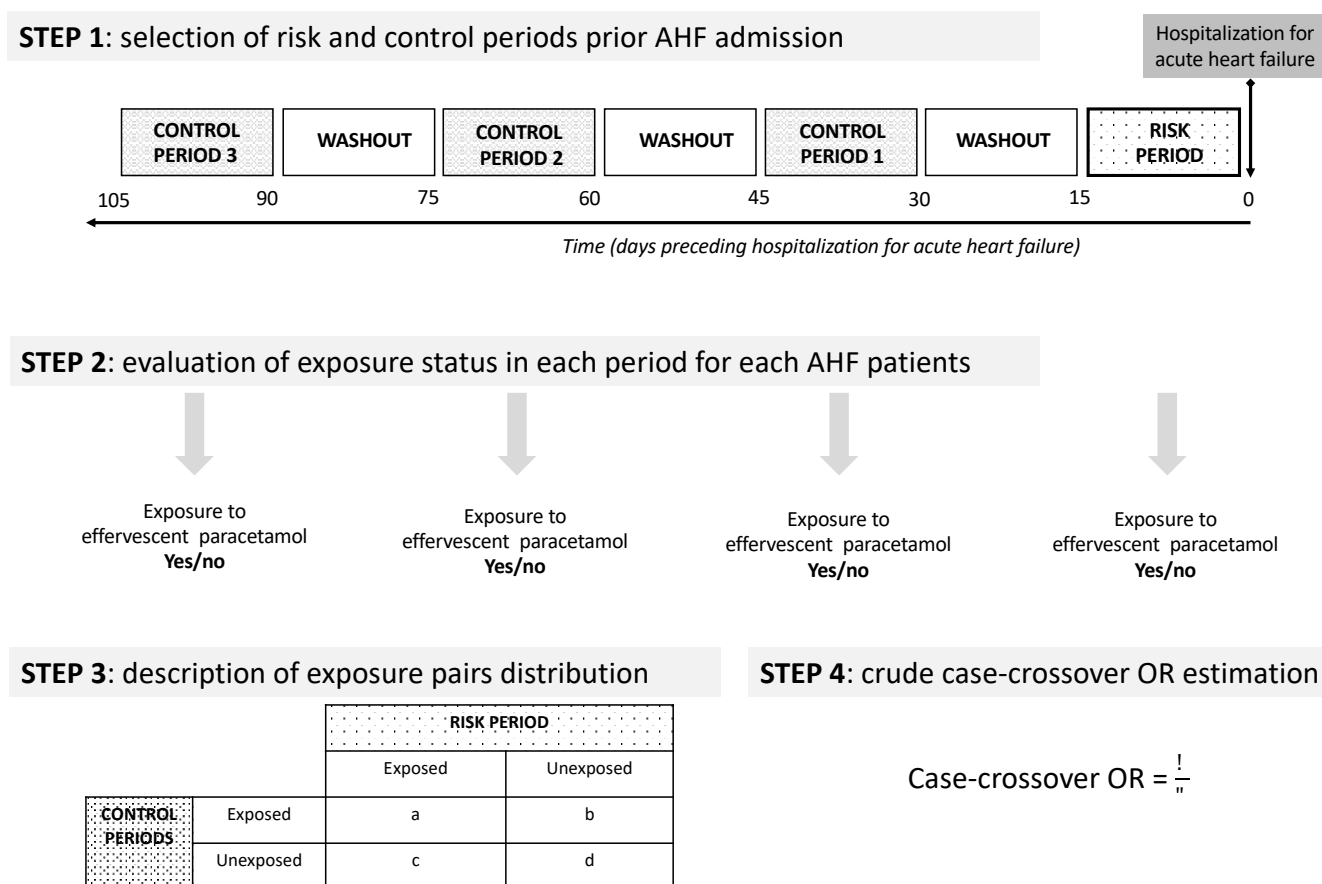 STEP 1: selection of risk and control periods prior AHF admission
Hospitalization for
acute heart failure
CONTROL
PERIOD 3
WASHOUT
CONTROL
PERIOD 2
WASHOUT
CONTROL
PERIOD 1
WASHOUT
RISK
PERIOD
105 90 75 60 45 30 15 0
Time (days preceding hospitalization for acute heart failure)
STEP 2: evaluation of exposure status in each period for each AHF patients
Exposure to
effervescent paracetamol
Yes/no
Exposure to
effervescent paracetamol
Yes/no
Exposure to
effervescent paracetamol
Yes/no
Exposure to
effervescent paracetamol
Yes/no
STEP 3: description of exposure pairs distribution
RISK PERIOD
Exposed Unexposed
CONTROL
PERIODS
Exposed a b
Unexposed c d
STEP 4: crude case-crossover OR estimation
Case-crossover OR = !/"